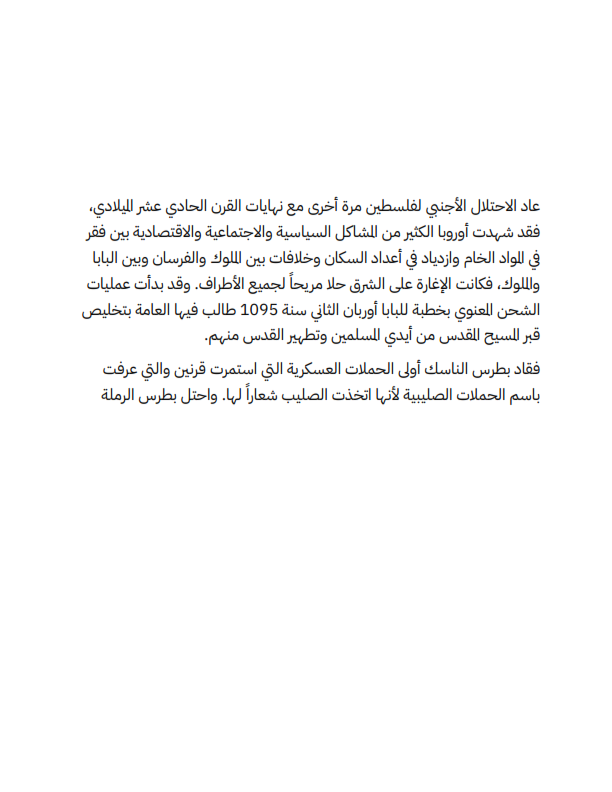 عاد الاحتلال الأجنبي لفلسطين مرة أخرى مع نهايات القرن الحادي عشر الميلادي،
فقد شهدت أوروبا الكثير من المشاكل السياسية والاجتماعية والاقتصادية بين فقر
في المواد الخام وازدياد في أعداد السكان وخلافات بين الملوك والفرسان وبين البابا
والملوك، فكانت الإغارة على الشرق حلا مريحاً لجميع الأطراف. وقد بدأت عمليات
الشحن المعنوي بخطبة للبابا أوربان الثاني سنة 1095 طالب فيها العامة بتخليص
قبر المسيح المقدس من أيدي المسلمين وتطهير القدس منهم.
فقاد بطرس الناسك أولى الحملات العسكرية التي استمرت قرنين والتي عرفت
باسم الحملات الصليبية لأنها اتخذت الصليب شعاراً لها. واحتل بطرس الرملة